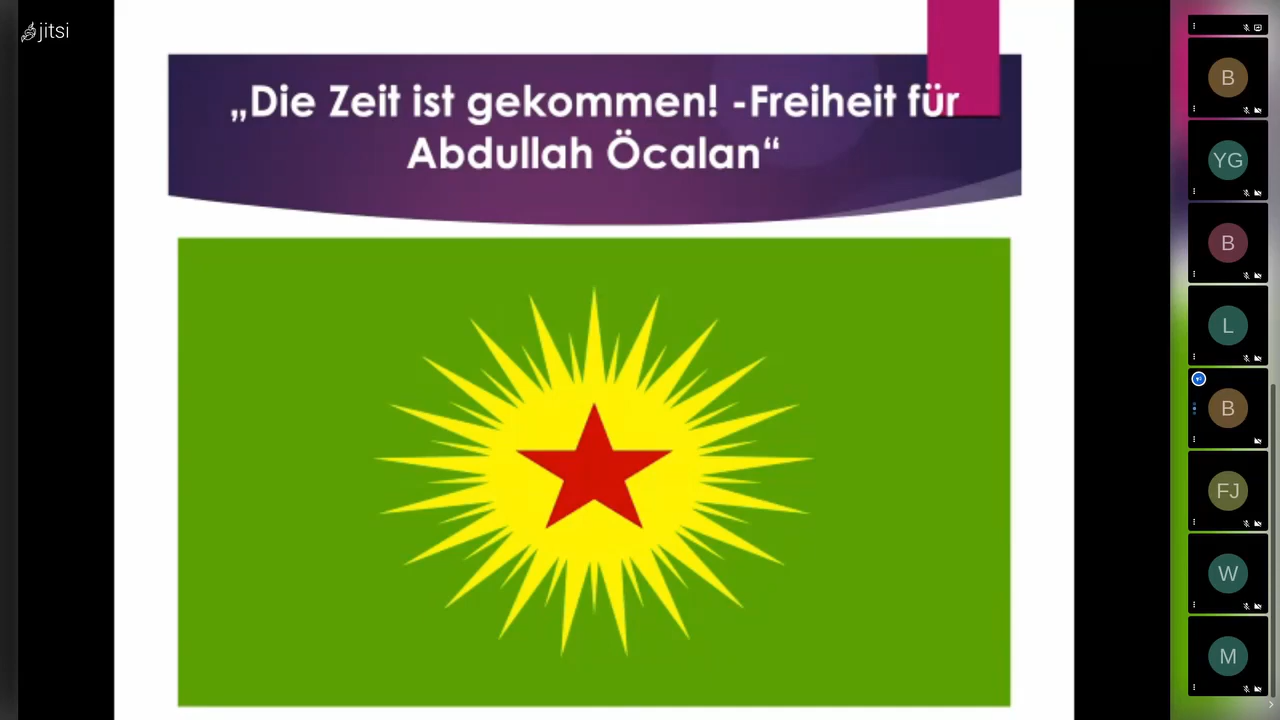 jitsi
„Die Zeit ist gekommen! -Freiheit für
Abdullah Öcalan“
B
YG
B
L
B
FJ
W
M